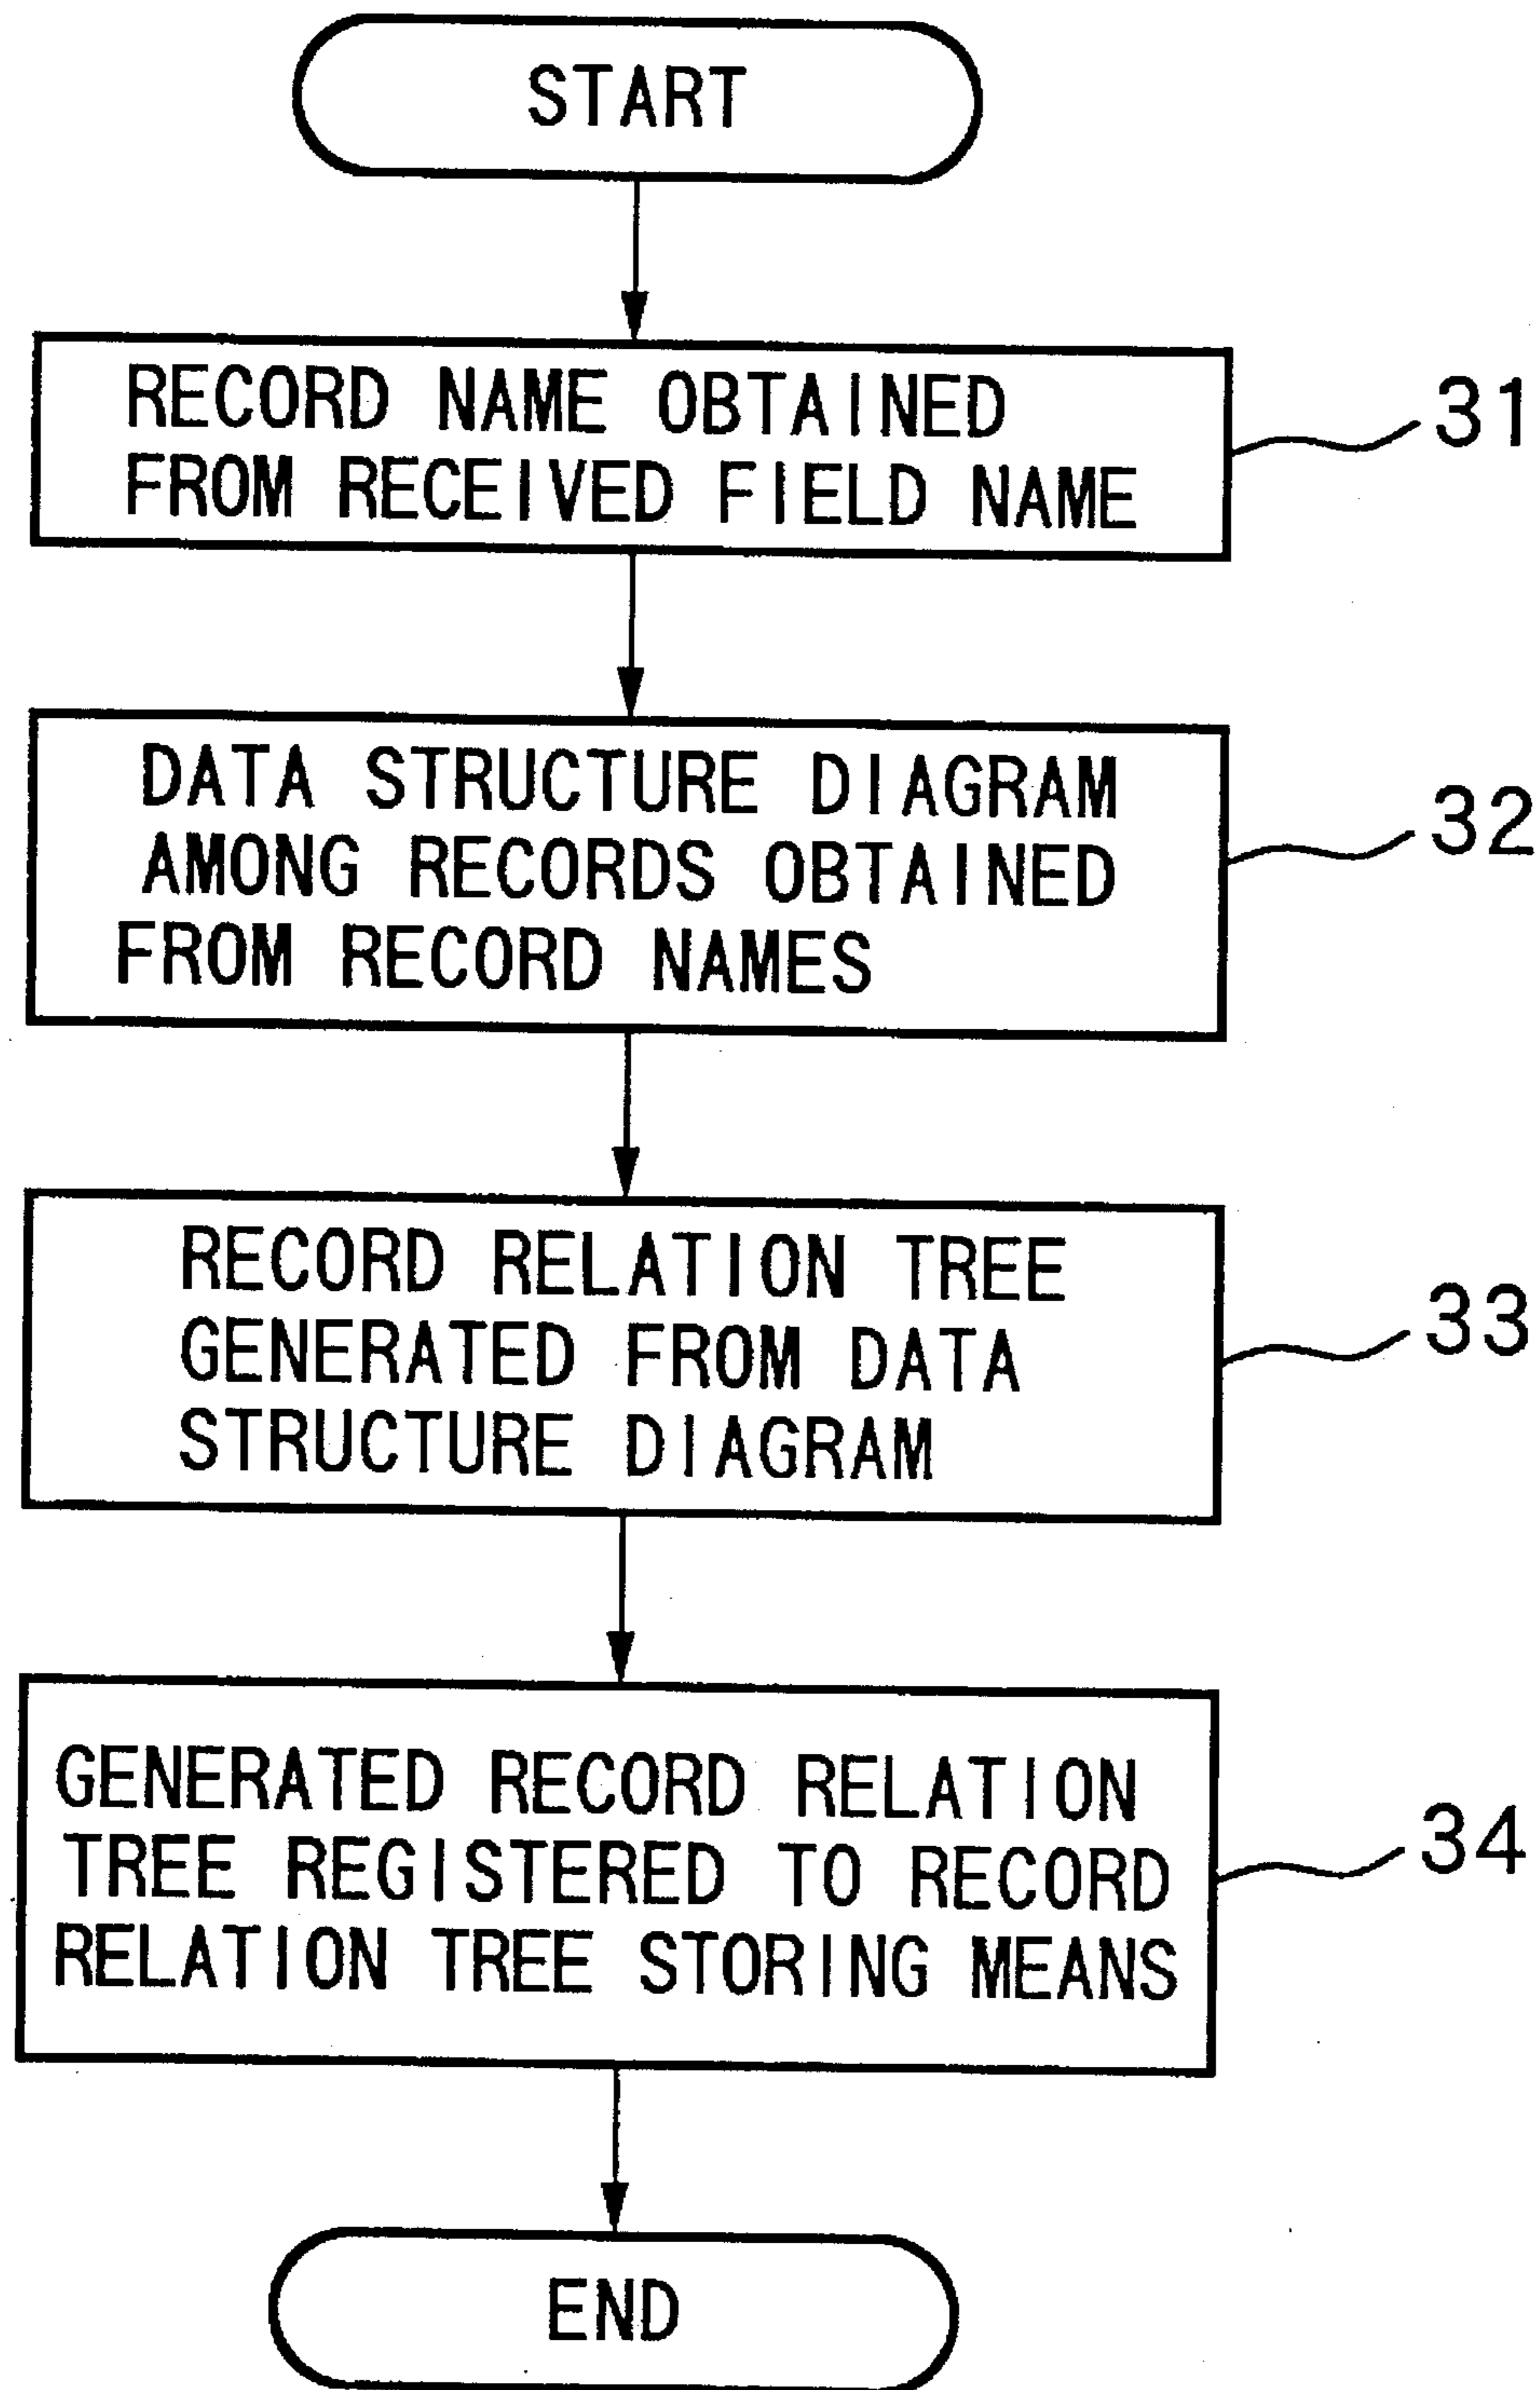 START
RECORD NAME OBTAINED
FROM RECEIVED FIELD NAME
31
DATA STRUCTURE DIAGRAM
AMONG RECORDS OBTAINED
FROM RECORD NAMES
32
RECORD RELATION TREE
GENERATED FROM DATA
STRUCTURE DIAGRAM
33
GENERATED RECORD RELATION
TREE REGISTERED TO RECORD
RELATION TREE STORING MEANS
34
END